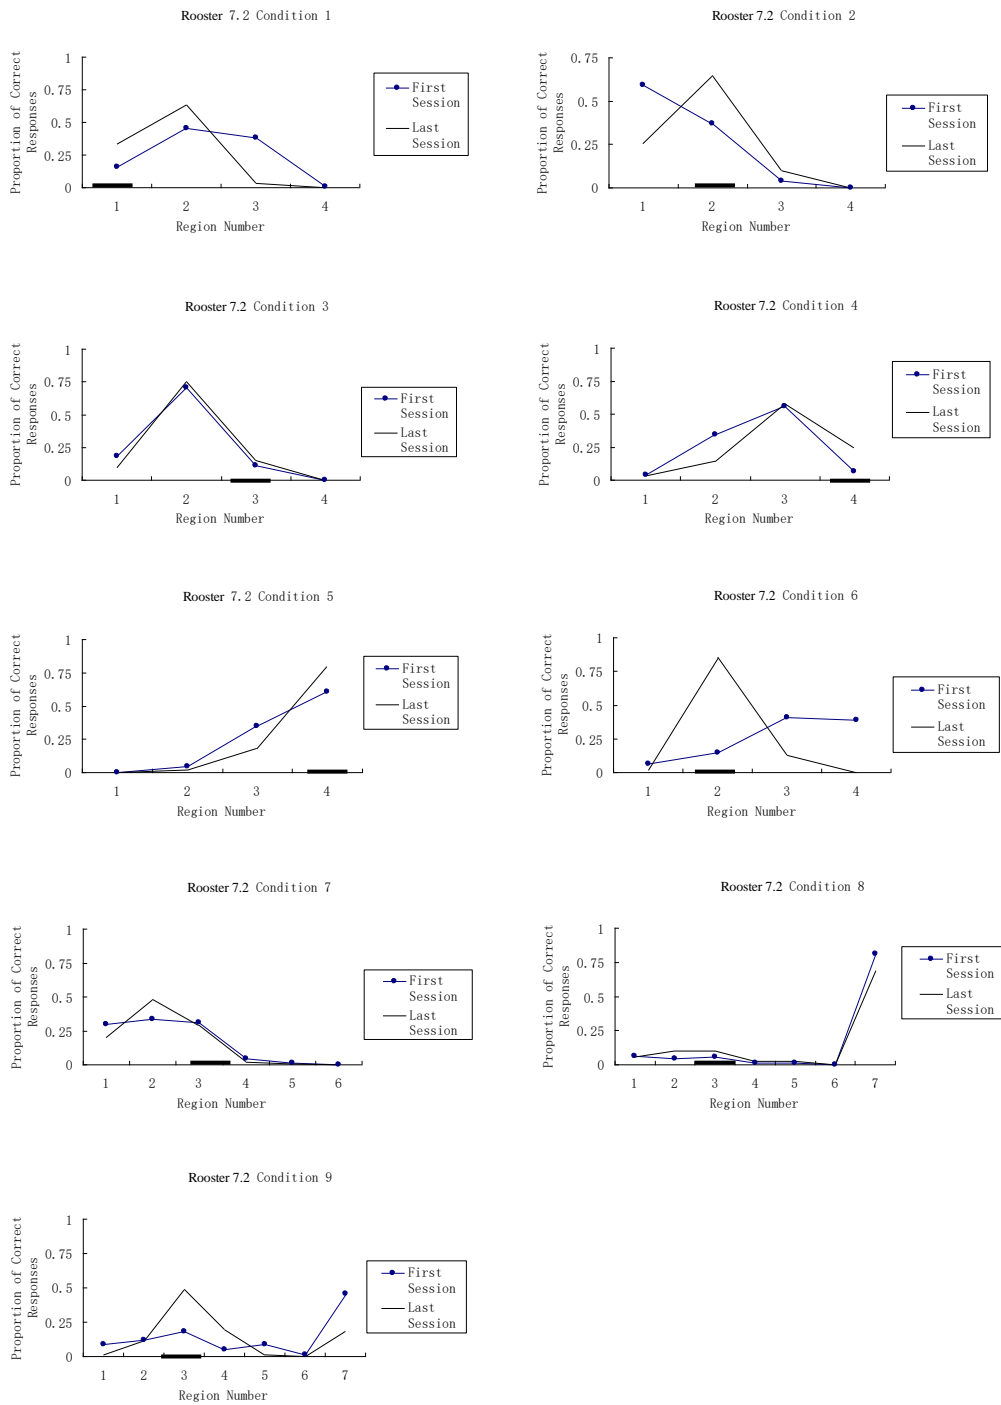 Rooster 7.2 Condition 1
Proportion of Correct
Responses
1
0.75
0.5
0.25
0
1 2 3 4
Region Number
First
Session
Last
Session
Rooster 7.2 Condition 2
Proportion of Correct
Responses
0.75
0.5
0.25
0
1 2 3 4
Region Number
First
Session
Last
Session
Rooster 7.2 Condition 3
Proportion of Correct
Responses
1
0.75
0.5
0.25
0
1 2 3 4
Region Number
First
Session
Last
Session
Rooster 7.2 Condition 4
Proportion of Correct
Responses
1
0.75
0.5
0.25
0
1 2 3 4
Region Number
First
Session
Last
Session
Rooster 7.2 Condition 5
Proportion of Correct
Responses
1
0.75
0.5
0.25
0
1 2 3 4
Region Number
First
Session
Last
Session
Rooster 7.2 Condition 6
Proportion of Correct
Responses
1
0.75
0.5
0.25
0
1 2 3 4
Region Number
First
Session
Last
Session
Rooster 7.2 Condition 7
Proportion of Correct
Responses
1
0.75
0.5
0.25
0
1 2 3 4 5 6
Region Number
First
Session
Last
Session
Rooster 7.2 Condition 8
Proportion of Correct
Responses
1
0.75
0.5
0.25
0
1 2 3 4 5 6 7
Region Number
First
Session
Last
Session
Rooster 7.2 Condition 9
Proportion of Correct
Responses
1
0.75
0.5
0.25
0
1 2 3 4 5 6 7
Region Number
First
Session
Last
Session